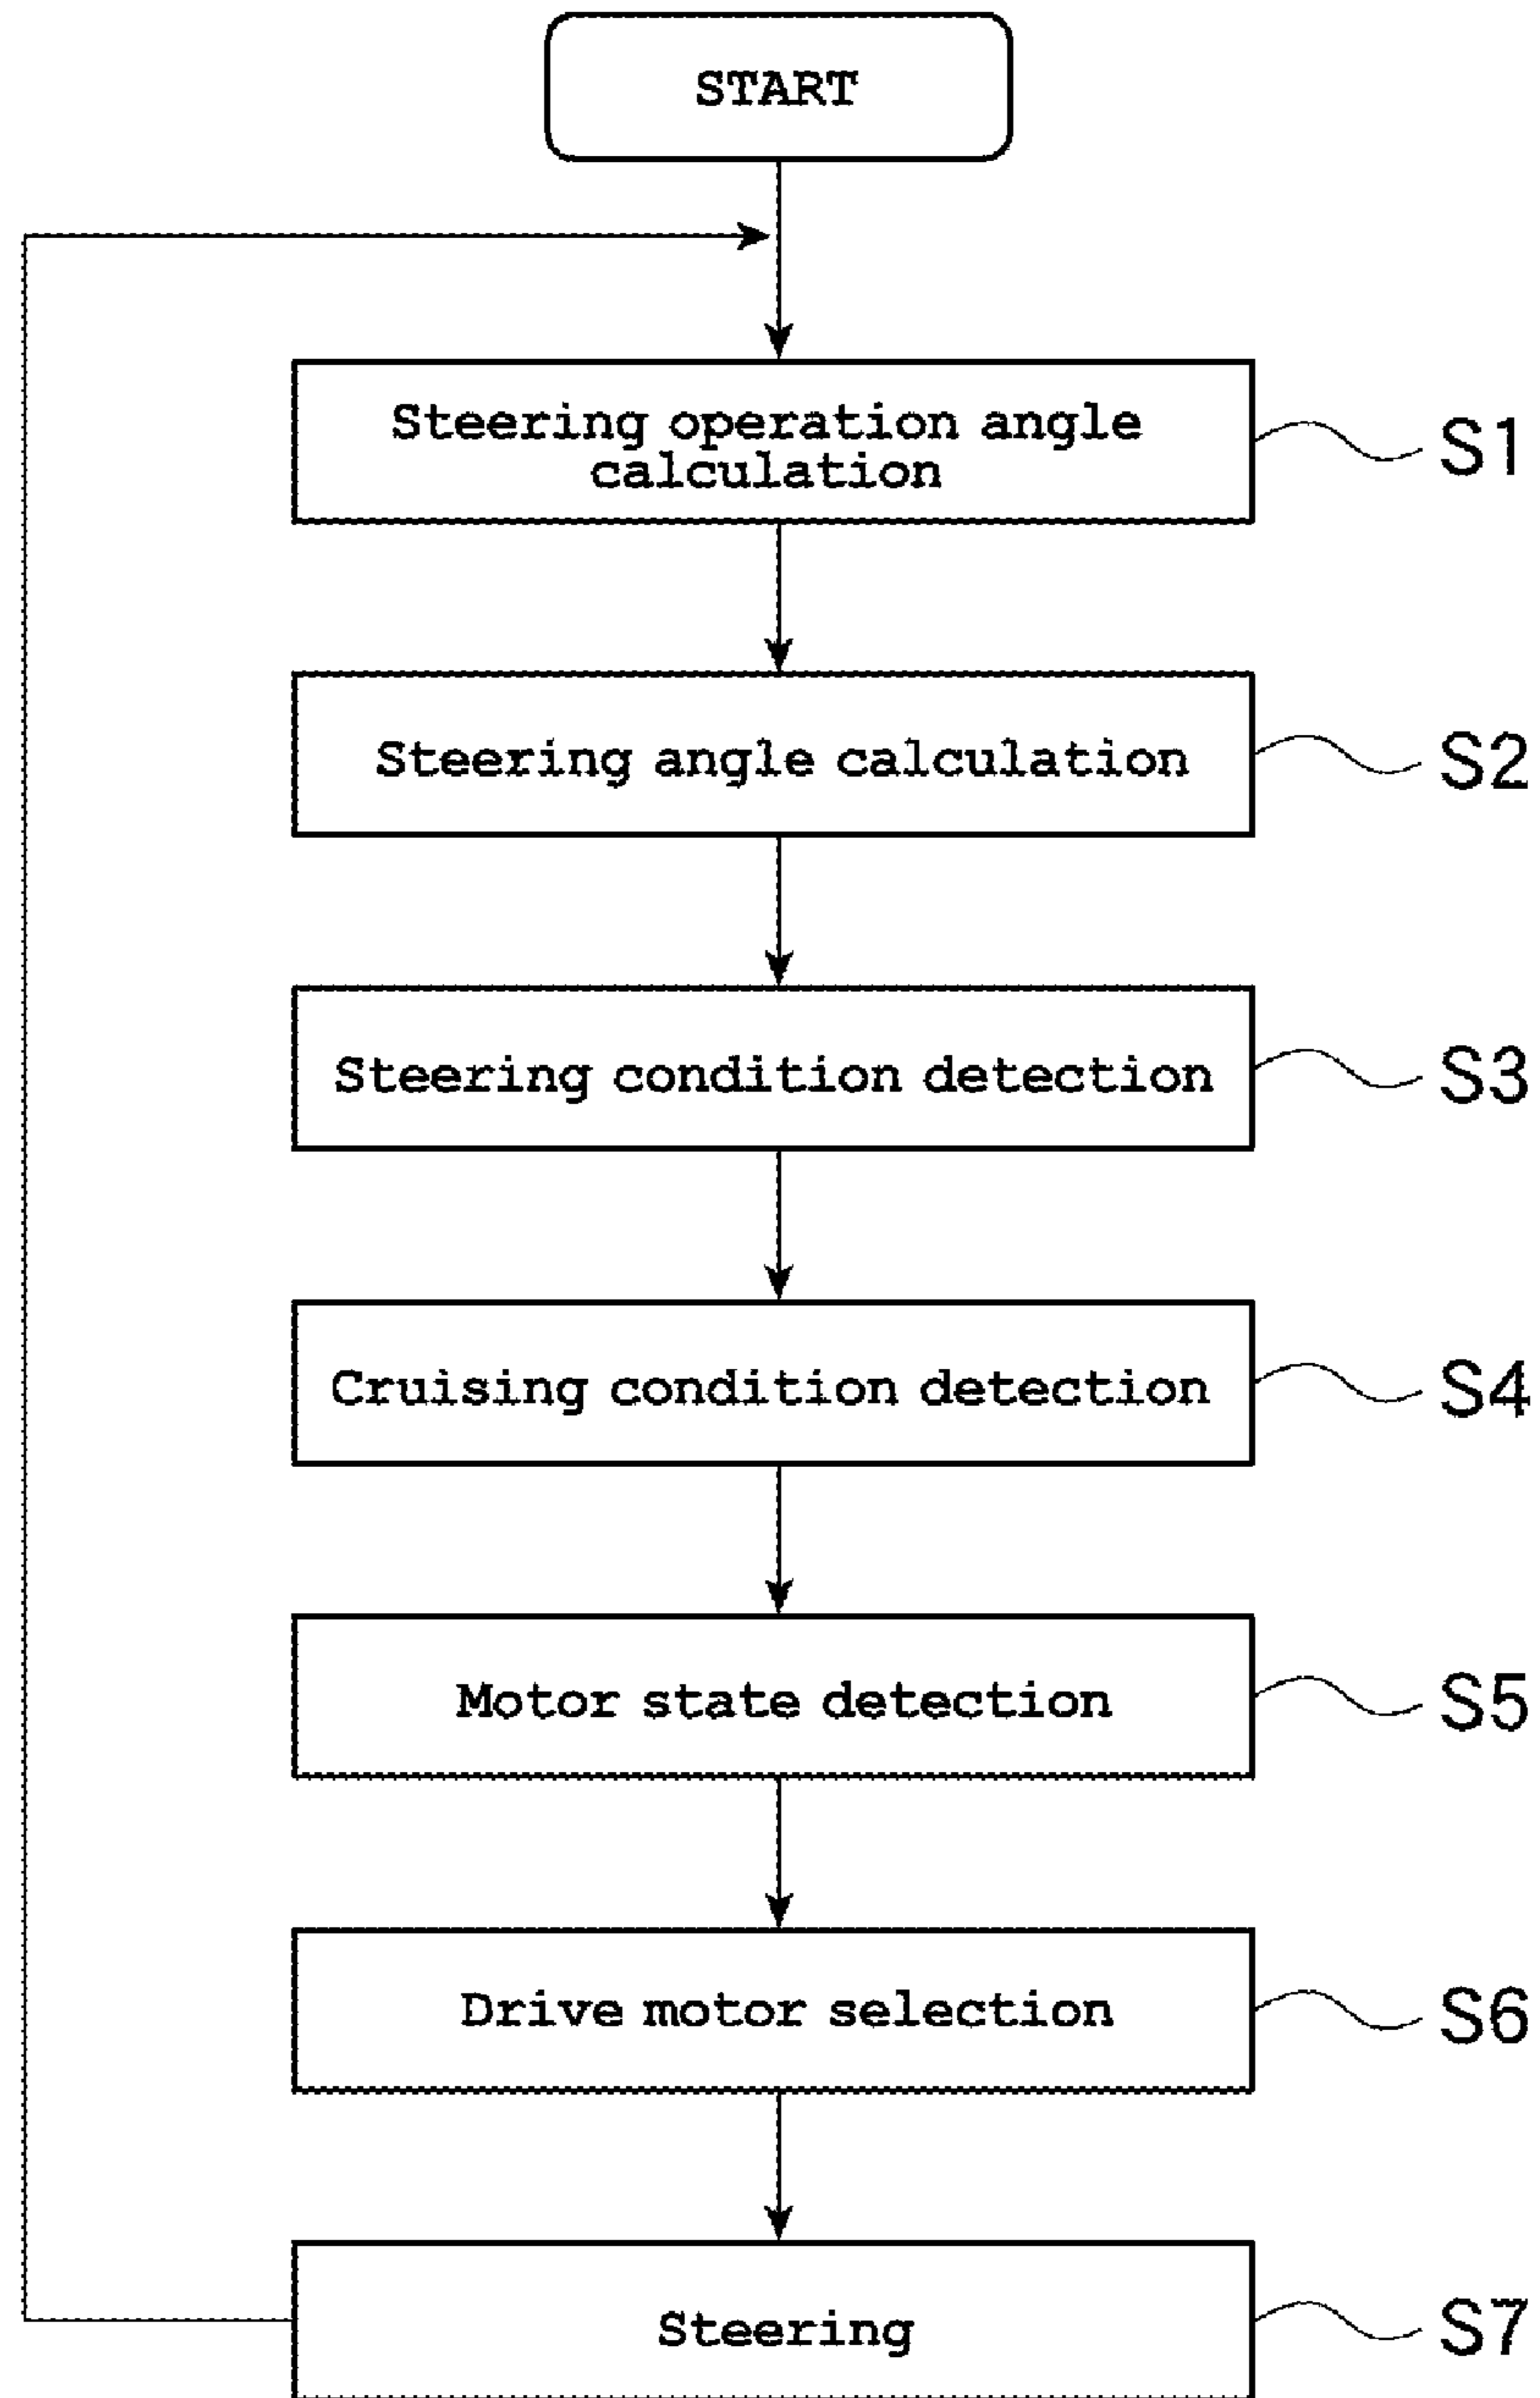 START
Steering operation angle
calculation
S1
Steering angle calculation
S2
Steering condition detection
S3
Cruising condition detection
S4
Motor state detection
S5
Drive motor selection
S6
Steering
S7